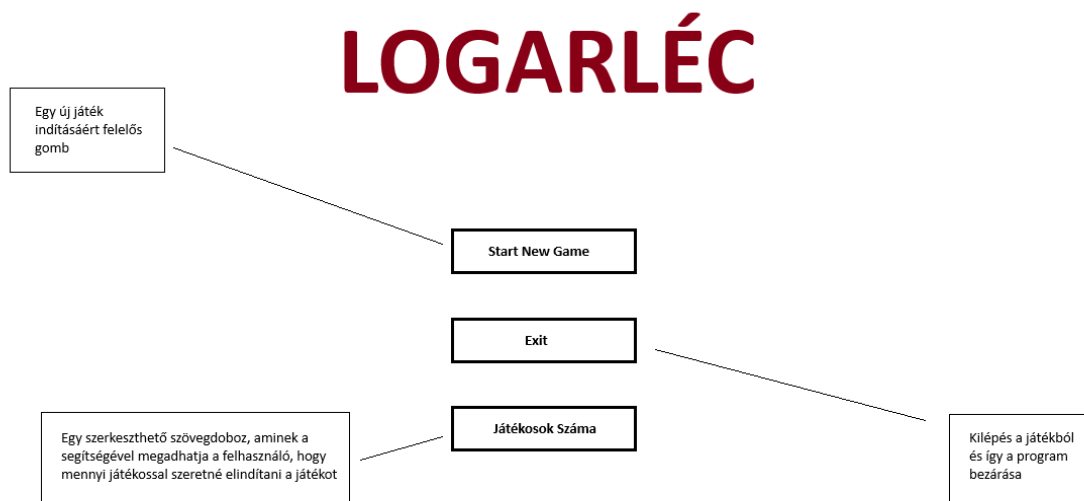 LOGARLÉC
Egy új játék
indításáért felelős
gomb
Start New Game
Exit
Játékosok Száma
Egy szerkeszthető szövegdoboz, aminek a
segítségével megadhatja a felhasználó, hogy
mennyi játékossal szeretné elindítani a játékot
Kilépés a játékból
és így a program
bezárása